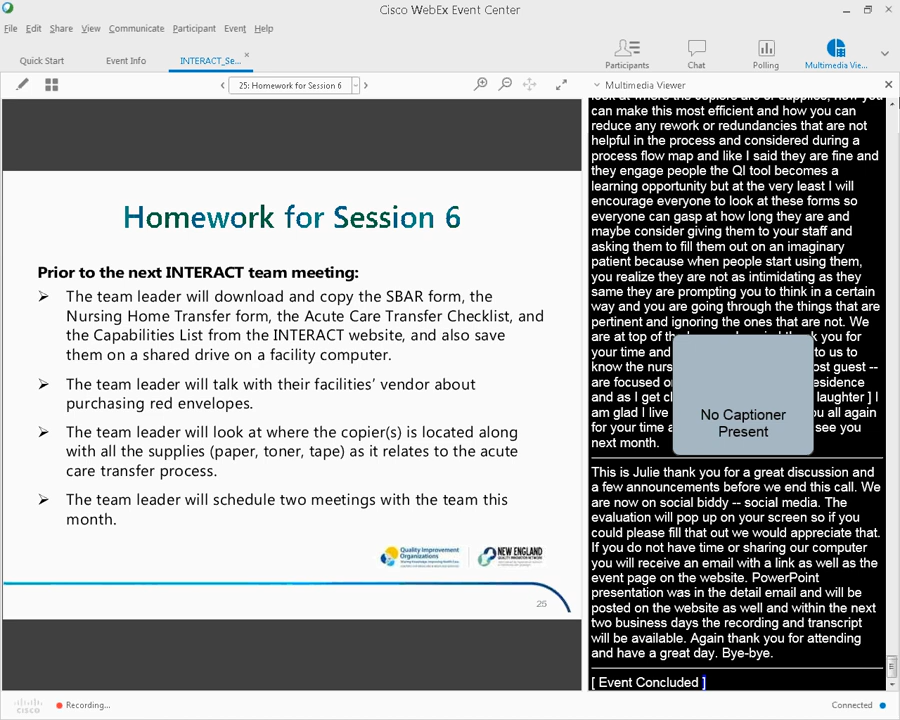 Cisco WebEx Event Center
File Edit Share View Communicate Participant Event Help
Quick Start
Event Info
INTERACT_Se...
Participants
Chat
Polling
Multimedia Vie...
25: Homework for Session 6
Multimedia Viewer
Homework for Session 6
Prior to the next INTERACT team meeting:
The team leader will download and copy the SBAR form, the
Nursing Home Transfer form, the Acute Care Transfer Checklist, and
the Capabilities List from the INTERACT website, and also save
them on a shared drive on a facility computer.
The team leader will talk with their facilities' vendor about
purchasing red envelopes.
The team leader will look at where the copier(s) is located along
with all the supplies (paper, toner, tape) as it relates to the acute
care transfer process.
The team leader will schedule two meetings with the team this
month.
Quality Improvement
Organizations
NEW ENGLAND
25
look at where the copiers are or supplies, how you
can make this most efficient and how you can
reduce any rework or redundancies that are not
helpful in the process and considered during a
process flow map and like I said they are fine and
they engage people the QI tool becomes a
learning opportunity but at the very least I will
encourage everyone to look at these forms so
everyone can gasp at how long they are and
maybe consider giving them to your staff and
asking them to fill them out on an imaginary
patient because when people start using them,
you realize they are not as intimidating as they
same they are prompting you to think in a certain
way and you are going through the things that are
pertinent and ignoring the ones that are not. We
are at top of you for
your time and to us to
know the guest --
are focused residence
and as I get laughter ] I
am glad I live all again
for your time see you
next month.
No Captioner
Present
This is Julie thank you for a great discussion and
a few announcements before we end this call. We
are now on social biddy -- social media. The
evaluation will pop up on your screen so if you
could please fill that out we would appreciate that.
If you do not have time or sharing our computer
you will receive an email with a link as well as the
event page on the website. PowerPoint
presentation was in the detail email and will be
posted on the website as well and within the next
two business days the recording and transcript
will be available. Again thank you for attending
and have a great day. Bye-bye.
[ Event Concluded ]
cisco
Recording...
Connected